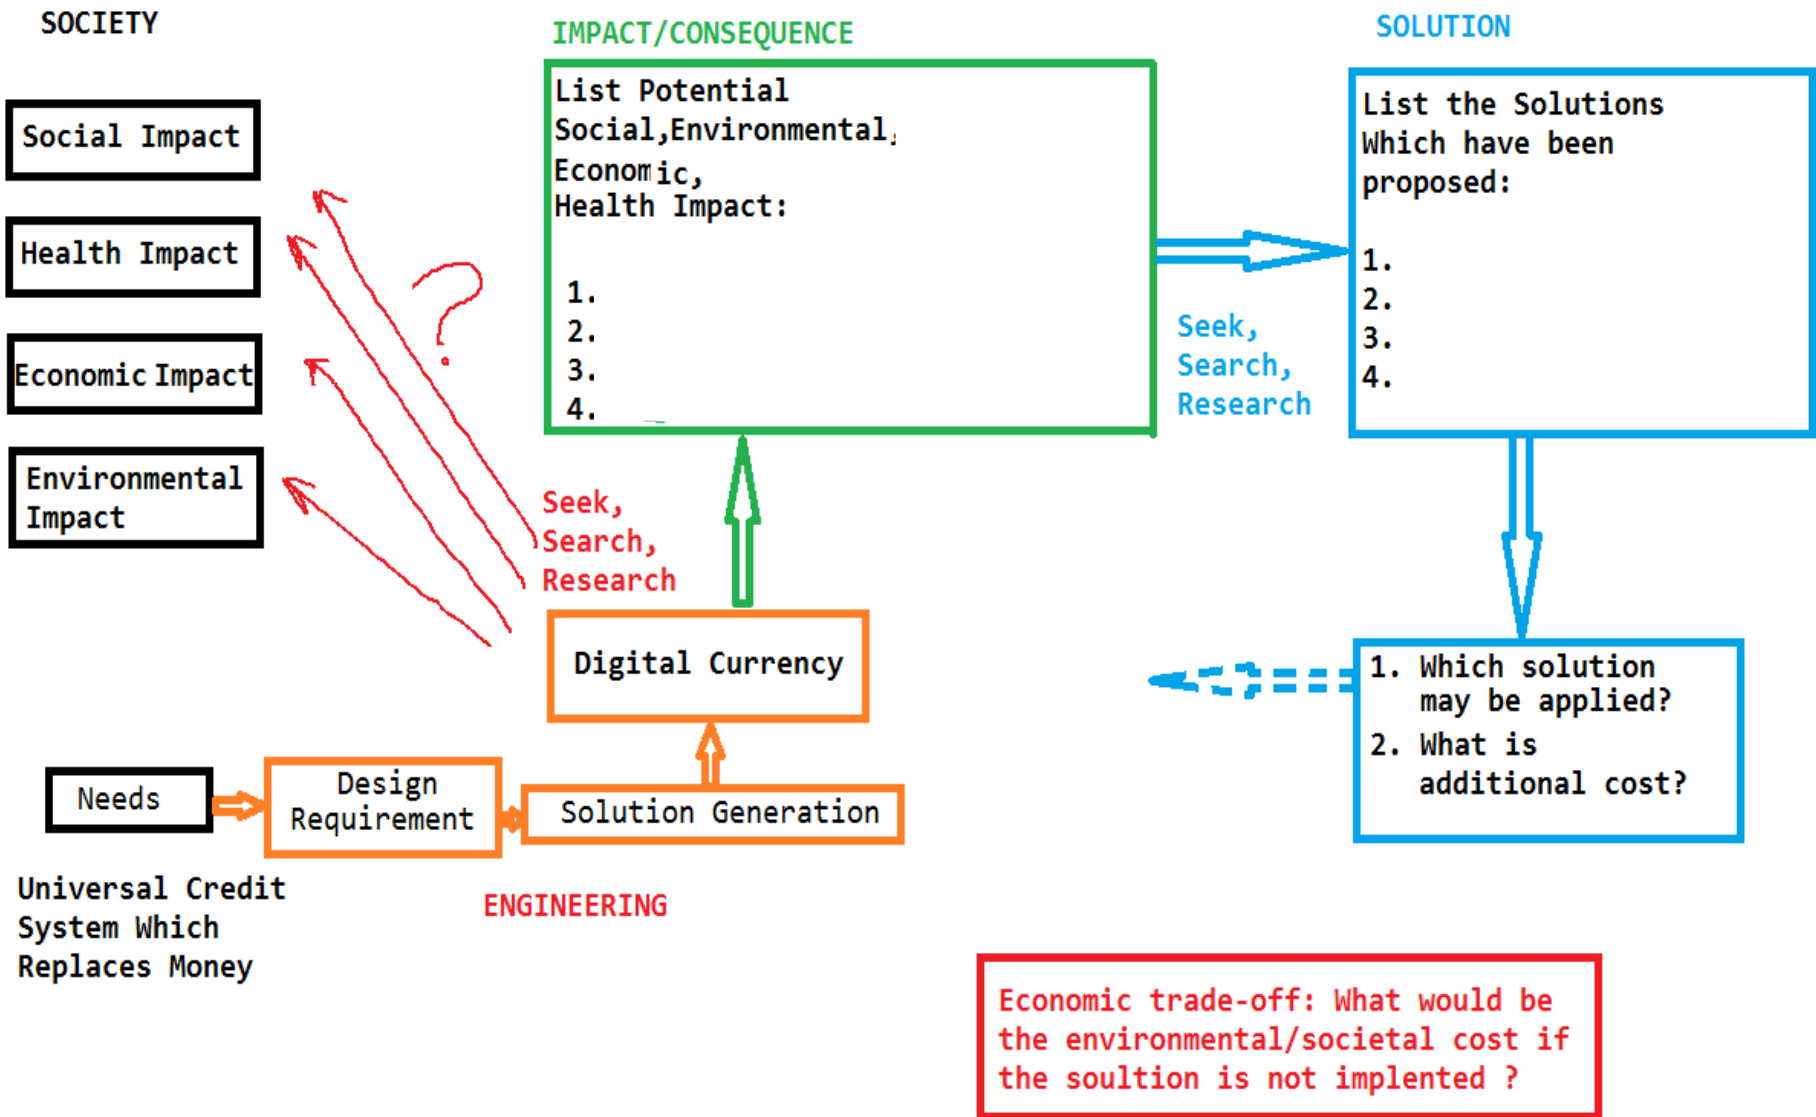 SOCIETY
Social Impact
Health Impact
Economic Impact
Environmental
Impact
IMPACT/CONSEQUENCE
List Potential
Social,Environmental,
Economic,
Health Impact:
1.
2.
3.
4.
SOLUTION
List the Solutions
Which have been
proposed:
1.
2.
3.
4.
?
Seek,
Search,
Research
Seek,
Search,
Research
Digital Currency
1. Which solution
may be applied?
2. What is
additional cost?
Needs
Design
Requirement
Solution Generation
Universal Credit
System Which
Replaces Money
ENGINEERING
Economic trade-off: What would be
the environmental/societal cost if
the soultion is not implented ?